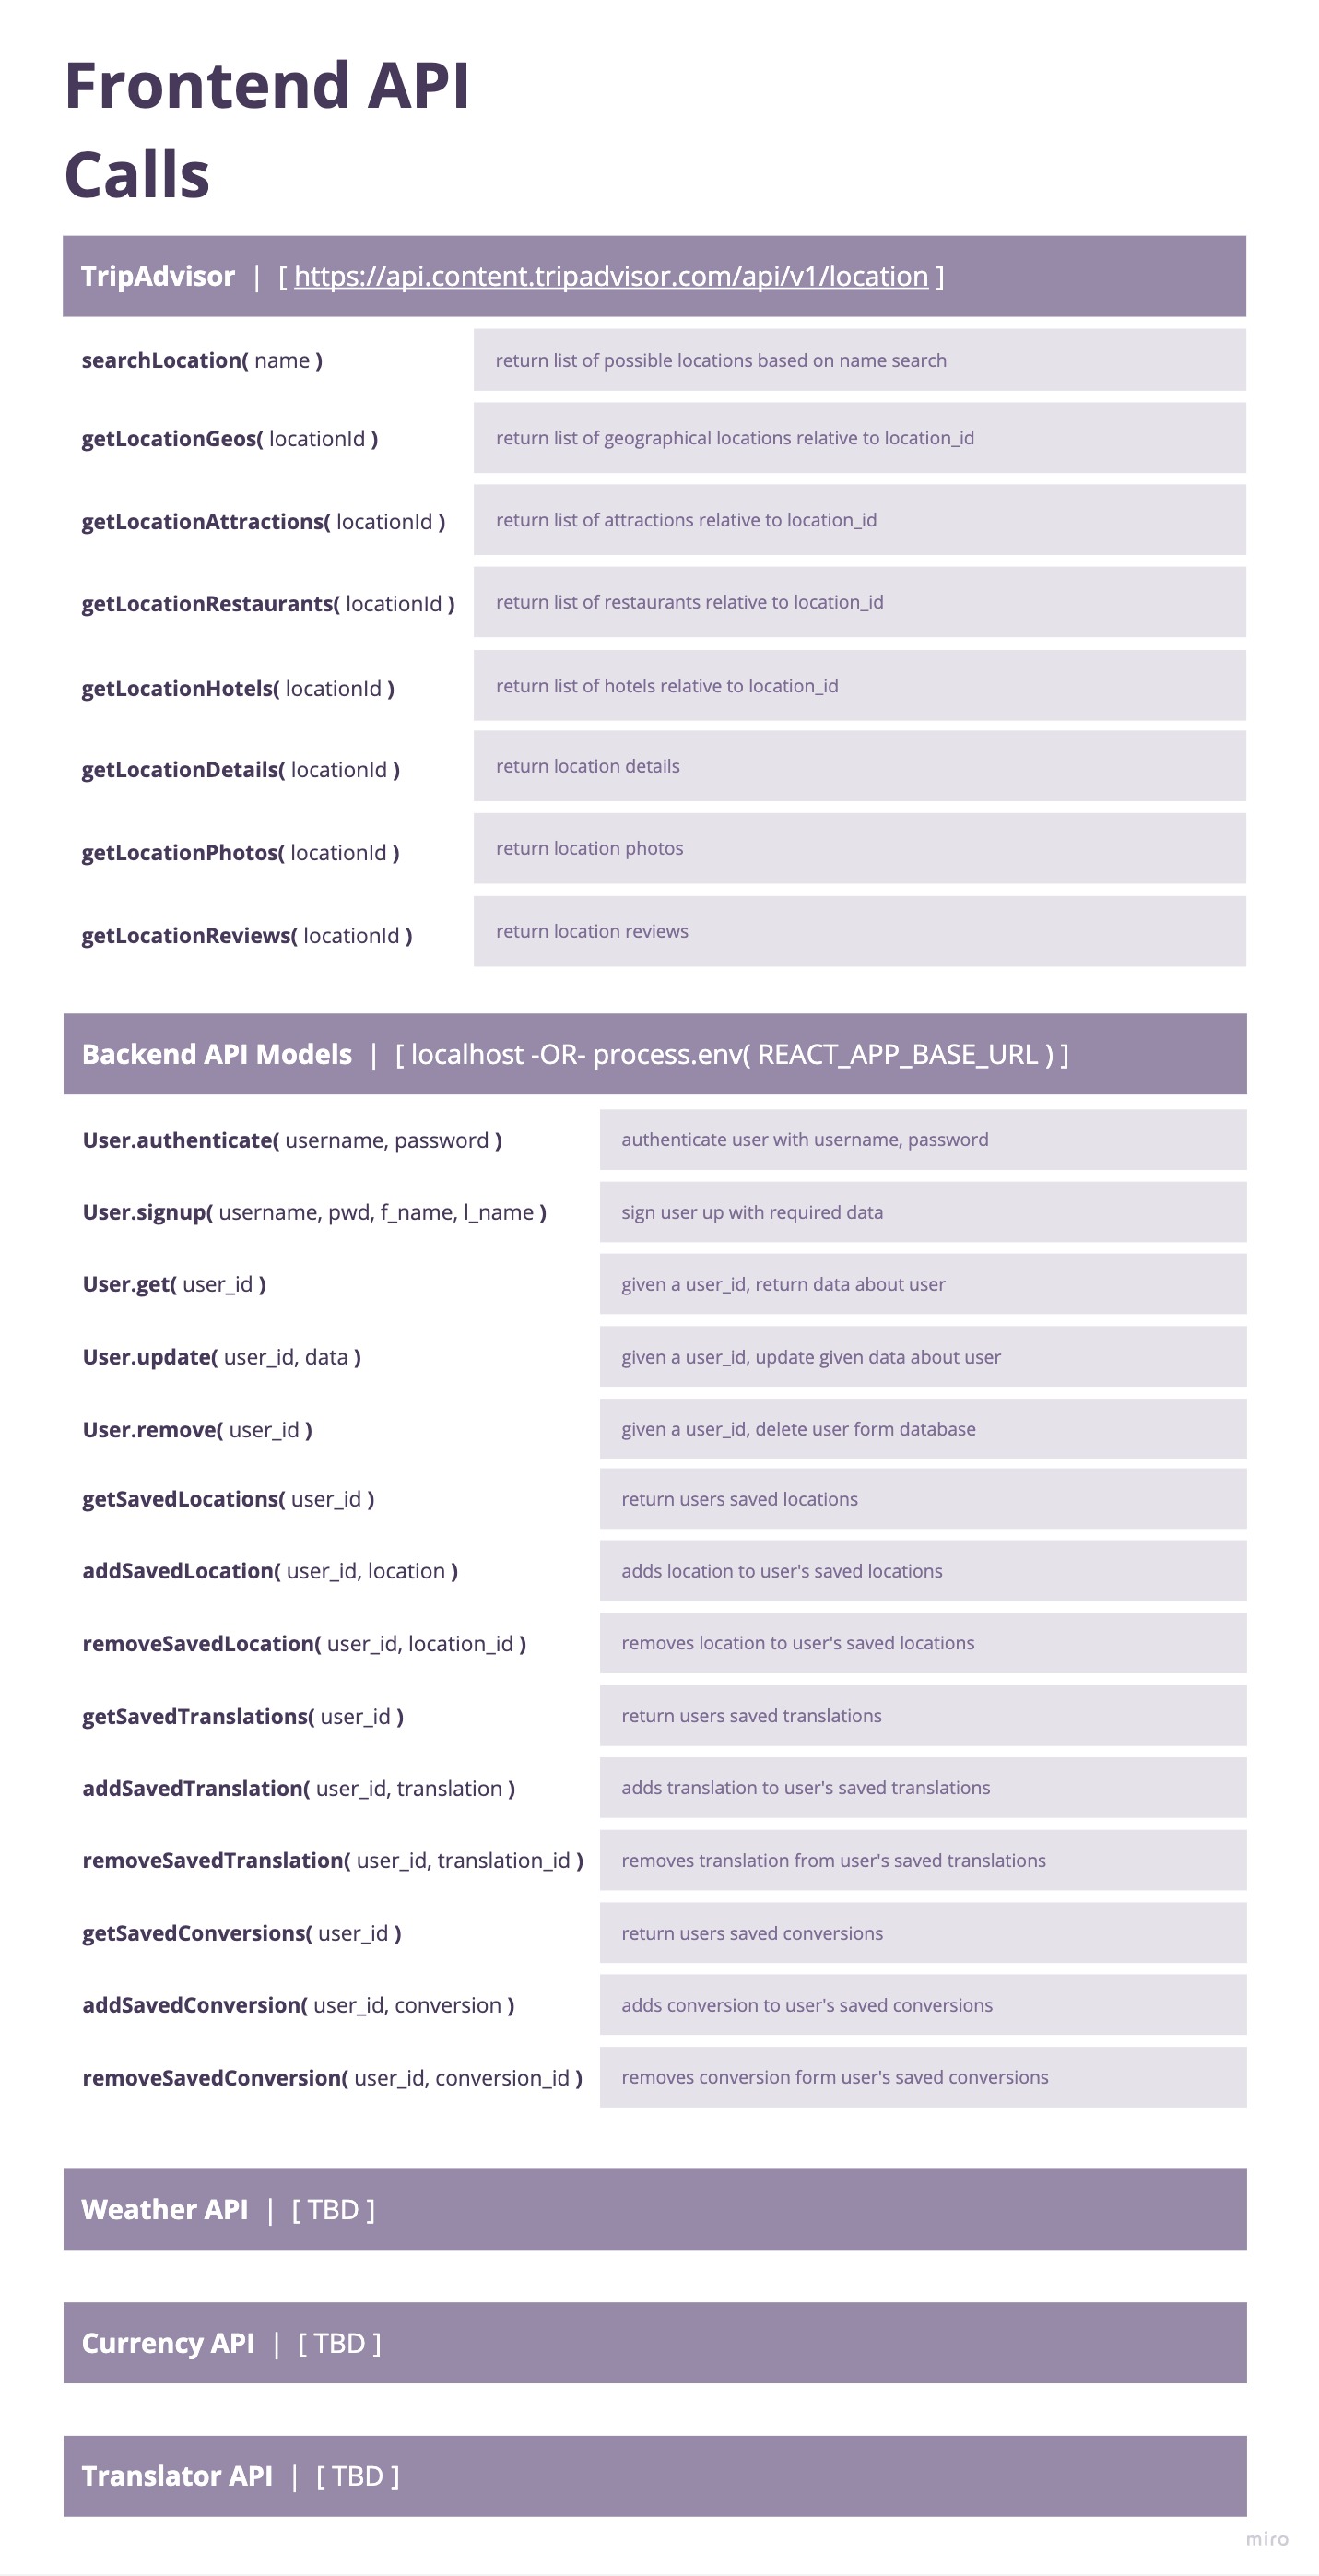 Frontend API
Calls
TripAdvisor | [ https://api.content.tripadvisor.com/api/v1/location ]
searchLocation( name ) return list of possible locations based on name search
getLocationGeos( locationId ) return list of geographical locations relative to location_id
getLocationAttractions( locationId ) return list of attractions relative to location_id
getLocationRestaurants( locationId ) return list of restaurants relative to location_id
getLocationHotels( locationId ) return list of hotels relative to location_id
getLocationDetails( locationId ) return location details
getLocationPhotos( locationId ) return location photos
getLocationReviews( locationId ) return location reviews
Backend API Models | [ localhost -OR- process.env( REACT_APP_BASE_URL ) ]
User.authenticate( username, password ) authenticate user with username, password
User.signup( username, pwd, f_name, l_name ) sign user up with required data
User.get( user_id ) given a user_id, return data about user
User.update( user_id, data ) given a user_id, update given data about user
User.remove( user_id ) given a user_id, delete user form database
getSavedLocations( user_id ) return users saved locations
addSavedLocation( user_id, location ) adds location to user's saved locations
removeSavedLocation( user_id, location_id ) removes location to user's saved locations
getSavedTranslations( user_id ) return users saved translations
addSavedTranslation( user_id, translation ) adds translation to user's saved translations
removeSavedTranslation( user_id, translation_id ) removes translation from user's saved translations
getSavedConversions( user_id ) return users saved conversions
addSavedConversion( user_id, conversion ) adds conversion to user's saved conversions
removeSavedConversion( user_id, conversion_id ) removes conversion form user's saved conversions
Weather API | [ TBD ]
Currency API | [ TBD ]
Translator API | [ TBD ]
miro